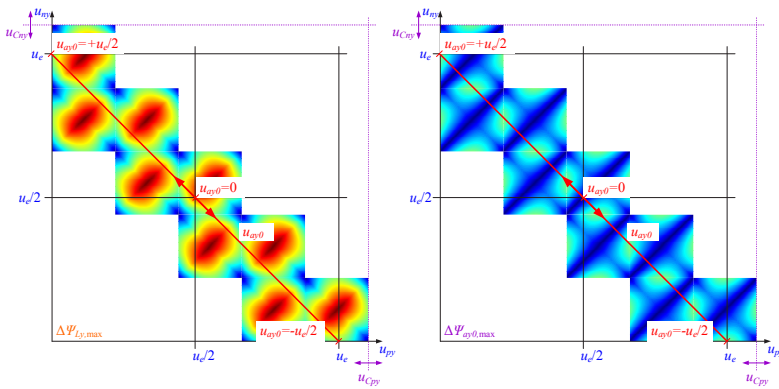 u_ny
u_Cny
u_ay0=+u_e/2
u_e
u_ay0=0
u_e/2
u_ay0
ΔΨ_Ly,max
u_ay0=-u_e/2
u_e/2
u_e
u_py
u_Cpy
u_ny
u_Cny
u_ay0=+u_e/2
u_e
u_ay0=0
u_e/2
u_ay0
ΔΨ_ay0,max
u_ay0=-u_e/2
u_e/2
u_e
u_p
u_Cpy